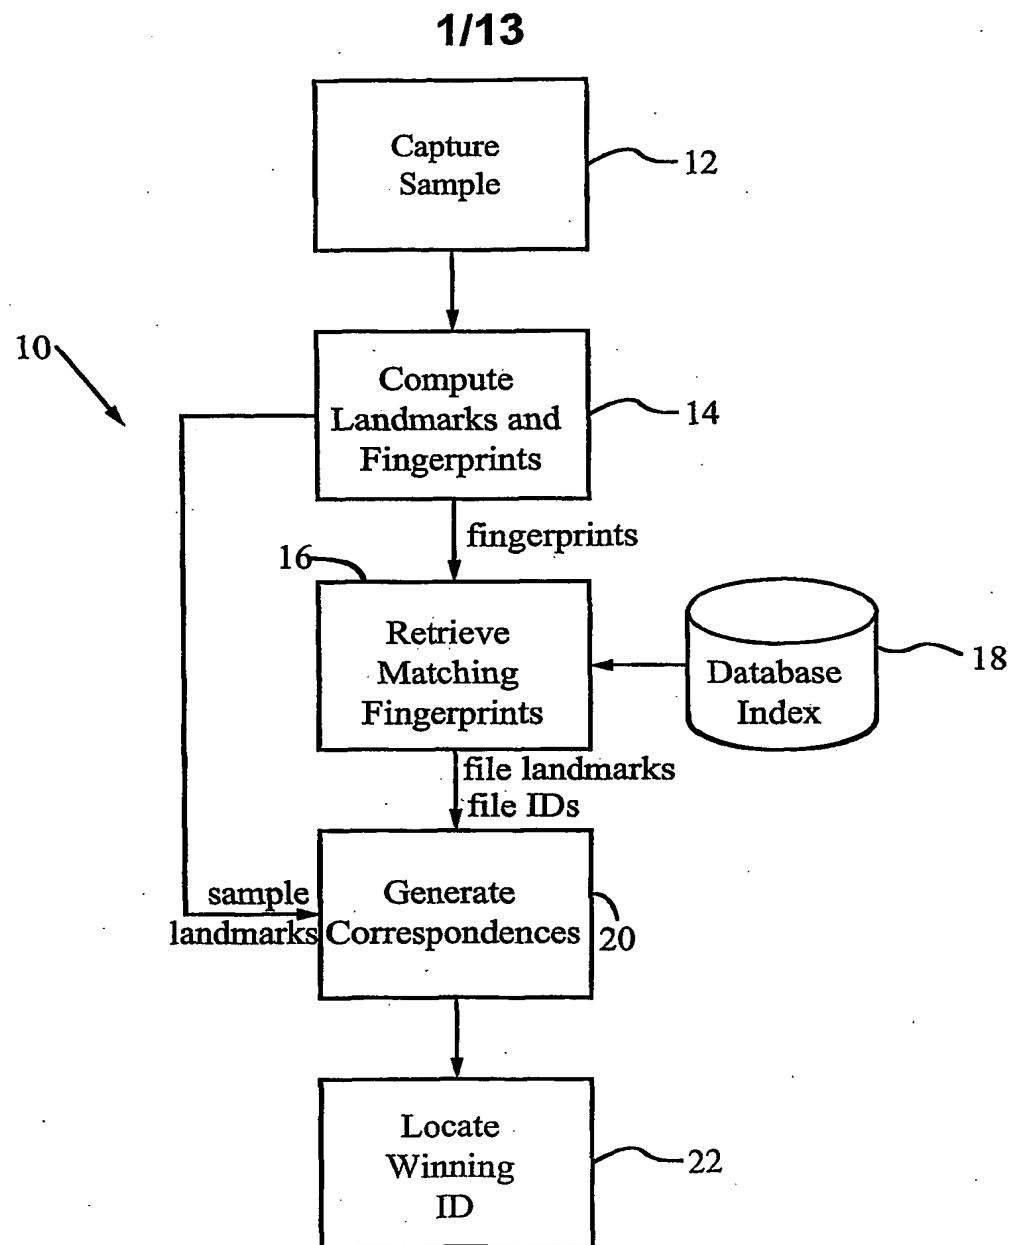 1/13
Capture
Sample
12
10
Compute
Landmarks and
Fingerprints
14
fingerprints
16
Retrieve
Matching
Fingerprints
Database
Index
18
file landmarks
file IDs
sample
landmarks
Generate
Correspondences
20
Locate
Winning
ID
22